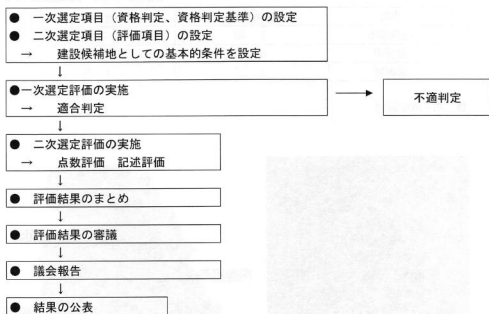 ● 一次選定項目（資格判定、資格判定基準）の設定
● 二次選定項目（評価項目）の設定
→ 建設候補地としての基本的条件を設定
↓
●一次選定評価の実施
→ 適合判定
→ 不適判定
↓
● 二次選定評価の実施
→ 点数評価 記述評価
↓
● 評価結果のまとめ
↓
● 評価結果の審議
↓
● 議会報告
↓
● 結果の公表